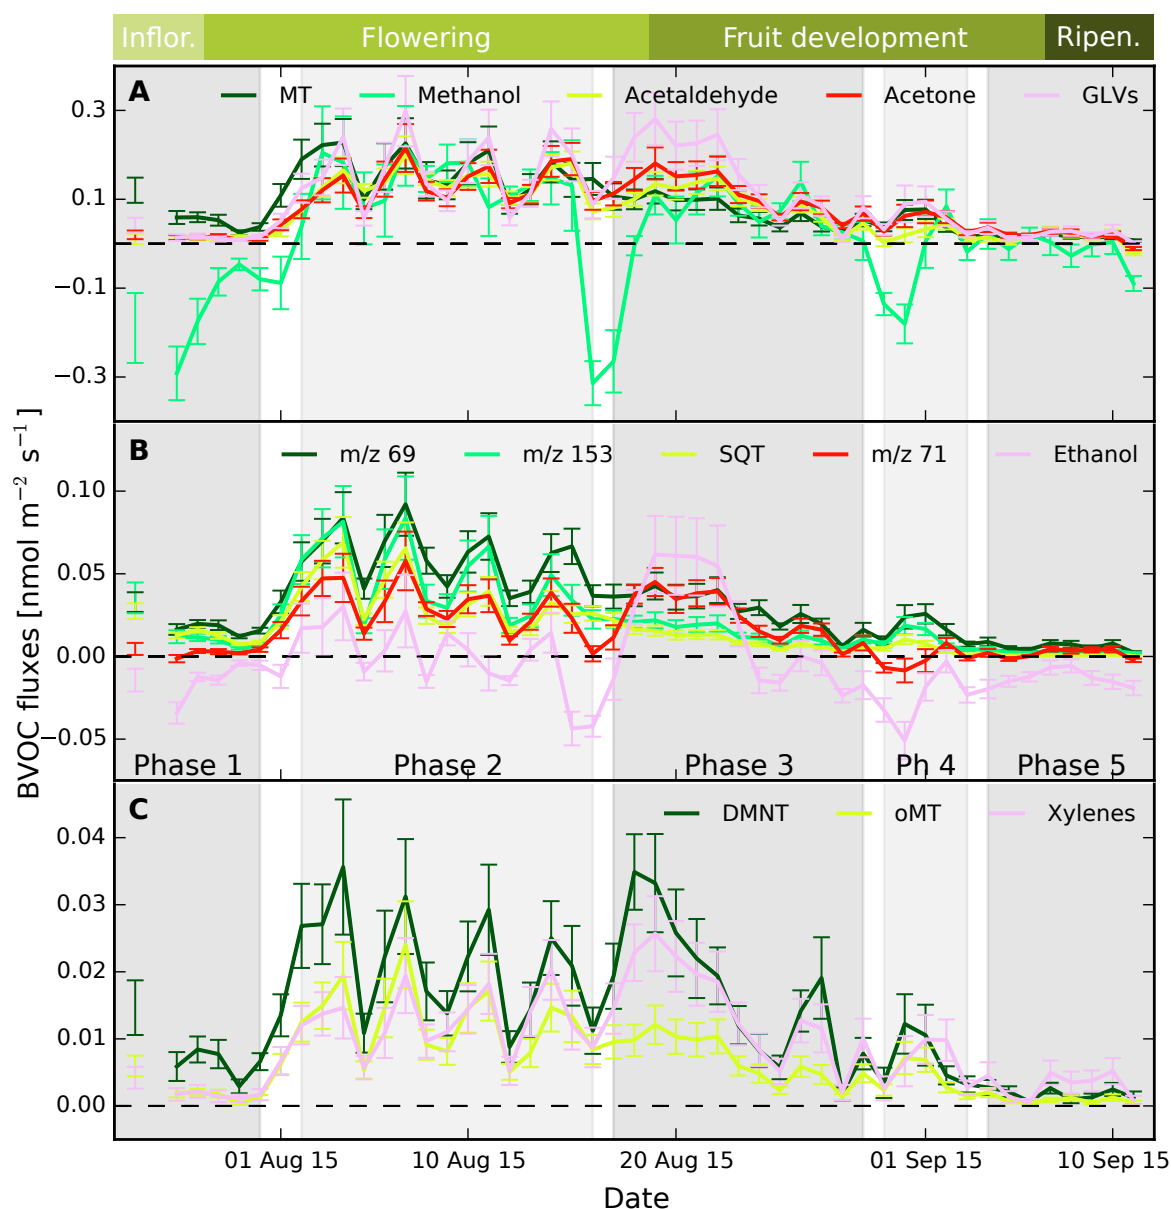 Inflor. Flowering Fruit development Ripen.
A MT Methanol Acetaldehyde Acetone GLVs
0.3
0.1
−0.1
−0.3
B m/z 69 m/z 153 SQT m/z 71 Ethanol
0.10
0.05
0.00
−0.05
Phase 1 Phase 2 Phase 3 Ph 4 Phase 5
C DMNT oMT Xylenes
0.04
0.03
0.02
0.01
0.00
BVOC fluxes [nmol m⁻² s⁻¹]
01 Aug 15 10 Aug 15 20 Aug 15 01 Sep 15 10 Sep 15
Date